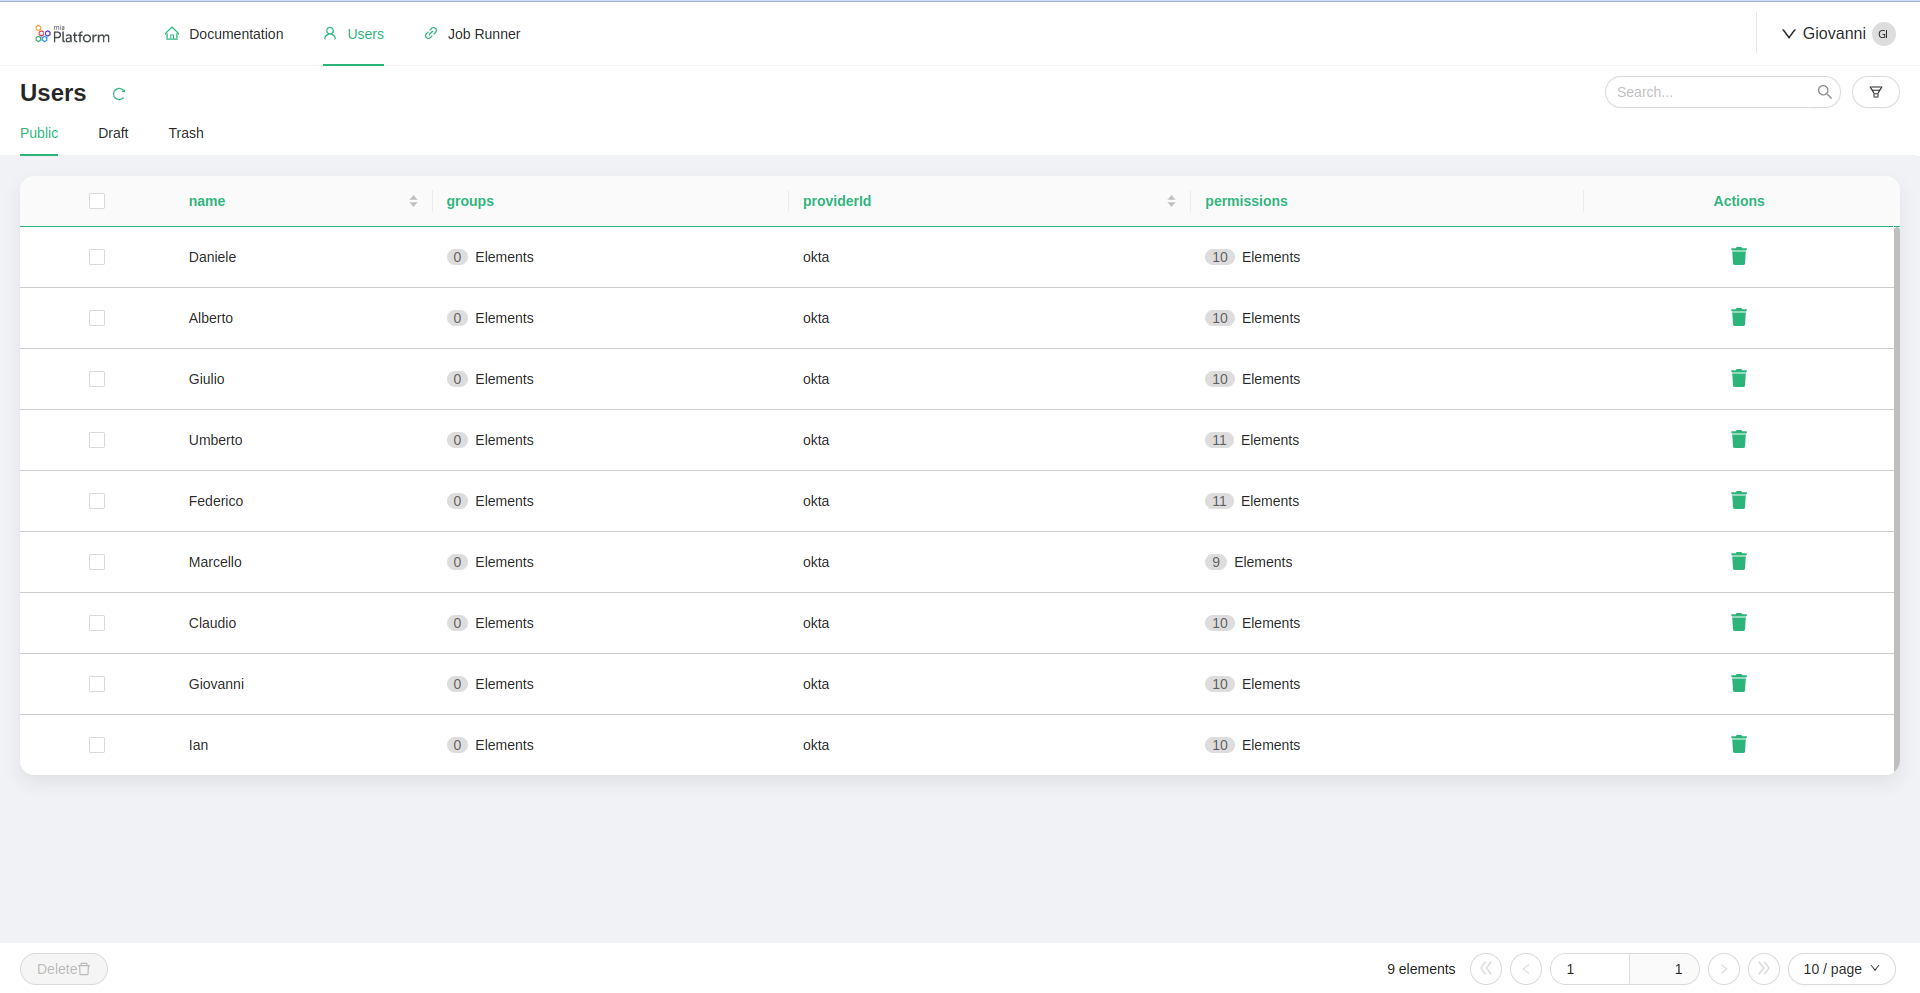 mia
Platform
Documentation
Users
Job Runner
Giovanni GI
Users
Search...
Public
Draft
Trash
name groups providerId permissions Actions
Daniele 0 Elements okta 10 Elements
Alberto 0 Elements okta 10 Elements
Giulio 0 Elements okta 10 Elements
Umberto 0 Elements okta 11 Elements
Federico 0 Elements okta 11 Elements
Marcello 0 Elements okta 9 Elements
Claudio 0 Elements okta 10 Elements
Giovanni 0 Elements okta 10 Elements
Ian 0 Elements okta 10 Elements
Delete
9 elements 1 1 10 / page